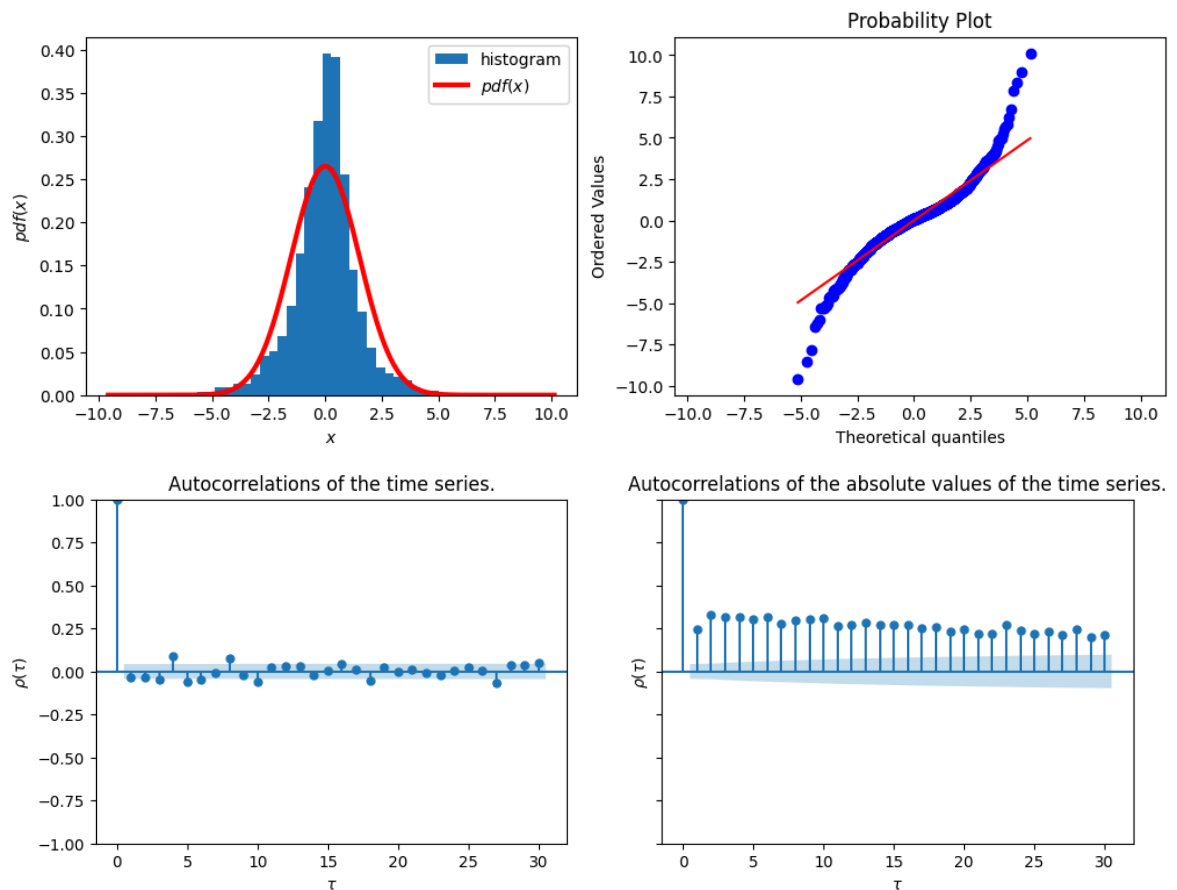 Probability Plot
0.40
0.35
0.30
0.25
0.20
0.15
0.10
0.05
0.00
pdf(x)
histogram
pdf(x)
−10.0 −7.5 −5.0 −2.5 0.0 2.5 5.0 7.5 10.0
x
10.0
7.5
5.0
2.5
0.0
−2.5
−5.0
−7.5
−10.0
Ordered Values
−10.0 −7.5 −5.0 −2.5 0.0 2.5 5.0 7.5 10.0
Theoretical quantiles
Autocorrelations of the time series.
1.00
0.75
0.50
0.25
0.00
−0.25
−0.50
−0.75
−1.00
ρ(τ)
0 5 10 15 20 25 30
τ
Autocorrelations of the absolute values of the time series.
ρ(τ)
0 5 10 15 20 25 30
τ